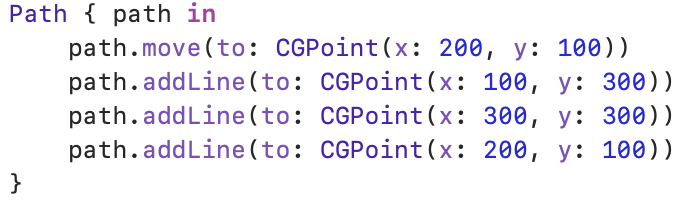 Path { path in
    path.move(to: CGPoint(x: 200, y: 100))
    path.addLine(to: CGPoint(x: 100, y: 300))
    path.addLine(to: CGPoint(x: 300, y: 300))
    path.addLine(to: CGPoint(x: 200, y: 100))
}